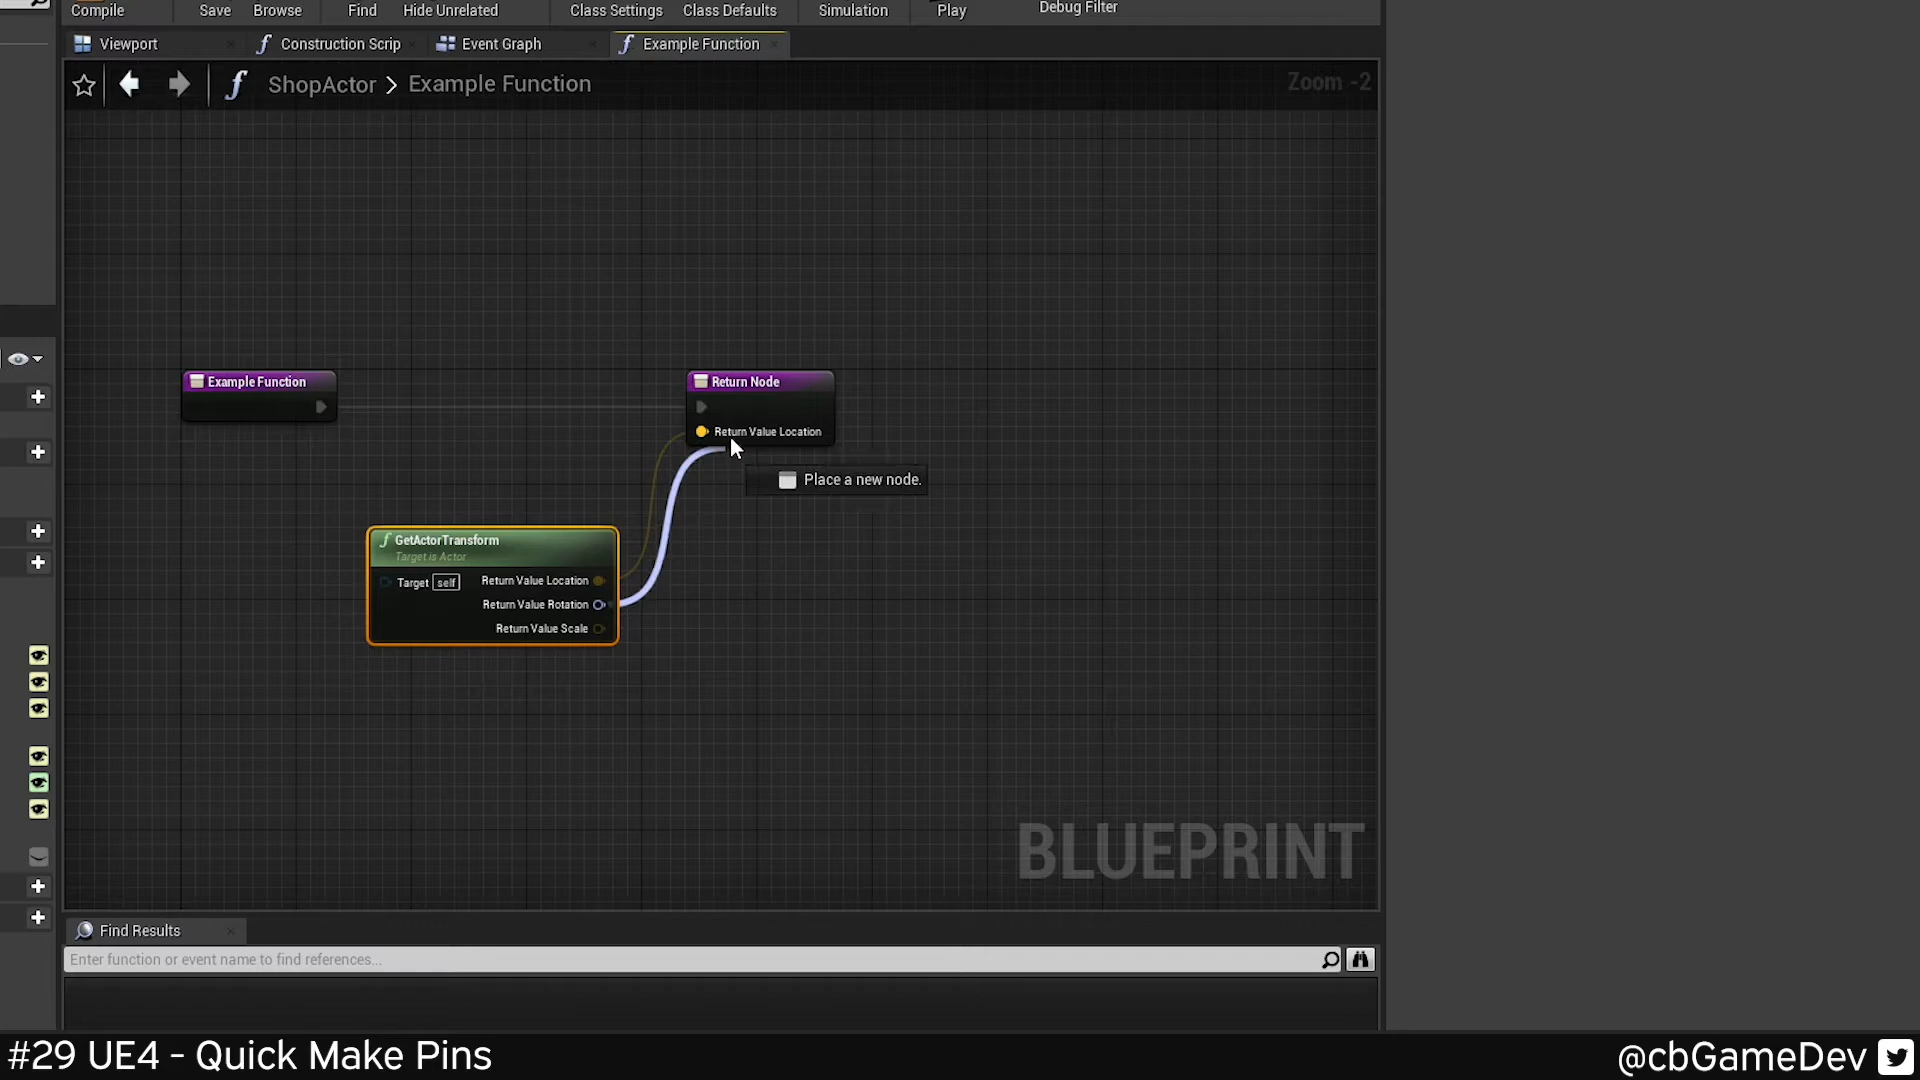 Compile
Save
Browse
Find
Hide Unrelated
Class Settings
Class Defaults
Simulation
Play
Debug Filter
Viewport
Construction Scrip
Event Graph
Example Function
ShopActor > Example Function
Zoom -2
Example Function
Return Node
Return Value Location
Place a new node.
GetActorTransform
Target is Actor
Target self
Return Value Location
Return Value Rotation
Return Value Scale
BLUEPRINT
Find Results
Enter function or event name to find references...
#29 UE4 - Quick Make Pins
@cbGameDev